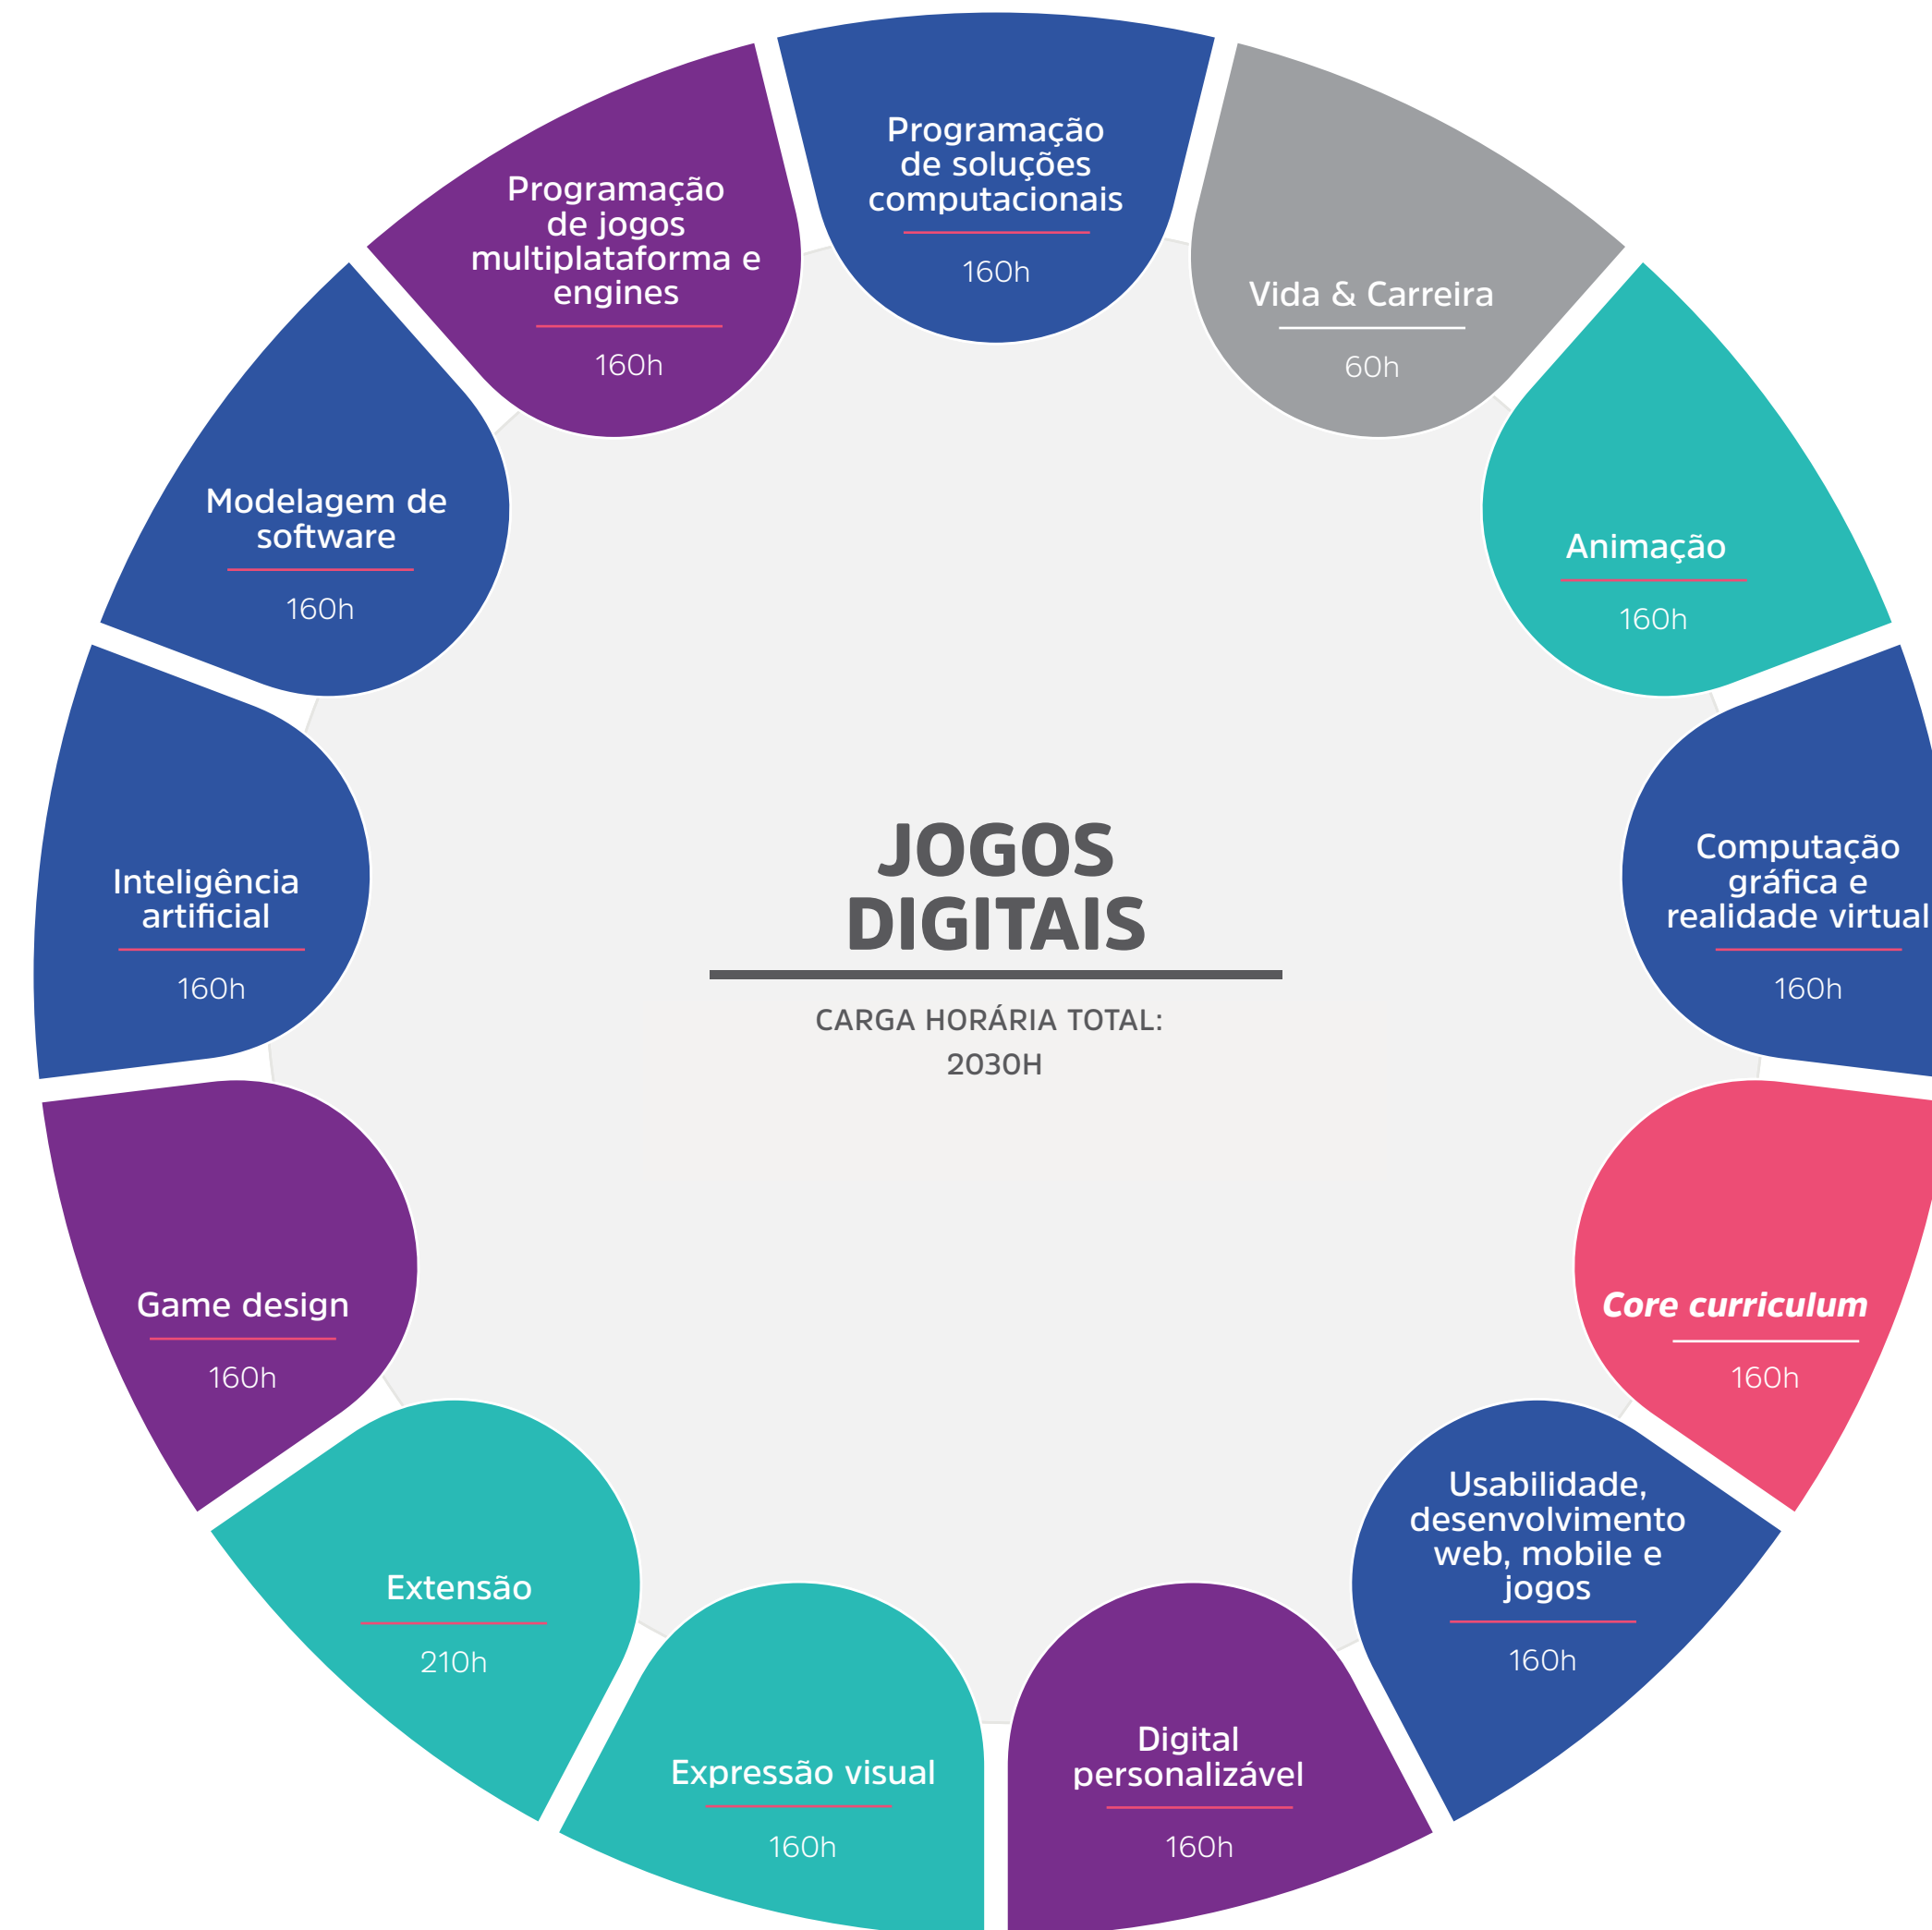 Programação
de soluções
computacionais
160h
Vida & Carreira
60h
Animação
160h
Computação
gráfica e
realidade virtual
160h
Core curriculum
160h
Usabilidade,
desenvolvimento
web, mobile e
jogos
160h
Digital
personalizável
160h
Expressão visual
160h
Extensão
210h
Game design
160h
Inteligência
artificial
160h
Modelagem de
software
160h
Programação
de jogos
multiplataforma e
engines
160h
JOGOS
DIGITAIS
CARGA HORÁRIA TOTAL:
2030H